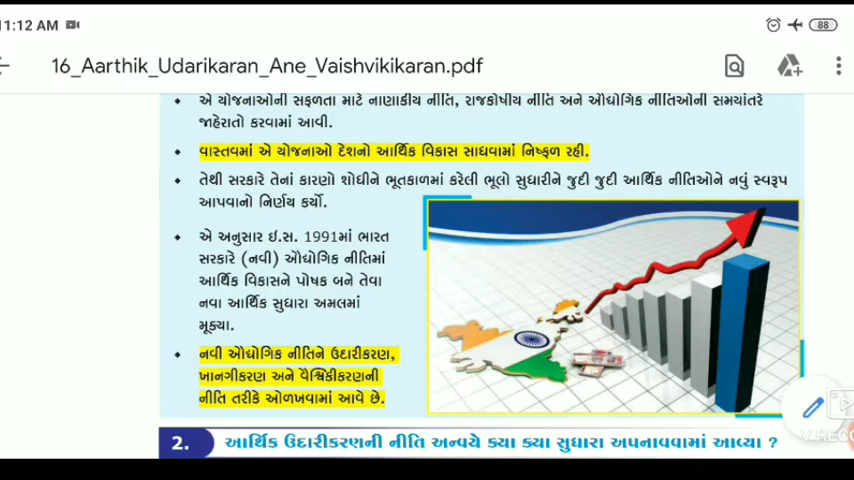 11:12 AM
88
16_Aarthik_Udarikaran_Ane_Vaishvikikaran.pdf
• એ યોજનાઓની સફળતા માટે નાણાકીય નીતિ, રાજકોષીય નીતિ અને ઔદ્યોગિક નીતિઓની સમયાંતરે
જાહેરાતો કરવામાં આવી.
• વાસ્તવમાં એ યોજનાઓ દેશનો આર્થિક વિકાસ સાધવામાં નિષ્ફળ રહી.
• તેથી સરકારે તેનાં કારણો શોધીને ભૂતકાળમાં કરેલી ભૂલો સુધારીને જુદી જુદી આર્થિક નીતિઓને નવું સ્વરૂપ
આપવાનો નિર્ણય કર્યો.
• એ અનુસાર ઇ.સ. 1991માં ભારત
સરકારે (નવી) ઔદ્યોગિક નીતિમાં
આર્થિક વિકાસને પોષક બને તેવા
નવા આર્થિક સુધારા અમલમાં
મૂક્યા.
• નવી ઔદ્યોગિક નીતિને ઉદારીકરણ,
ખાનગીકરણ અને વૈશ્વિકીકરણની
નીતિ તરીકે ઓળખવામાં આવે છે.
2. આર્થિક ઉદારીકરણની નીતિ અન્વયે ક્યા ક્યા સુધારા અપનાવવામાં આવ્યા ?